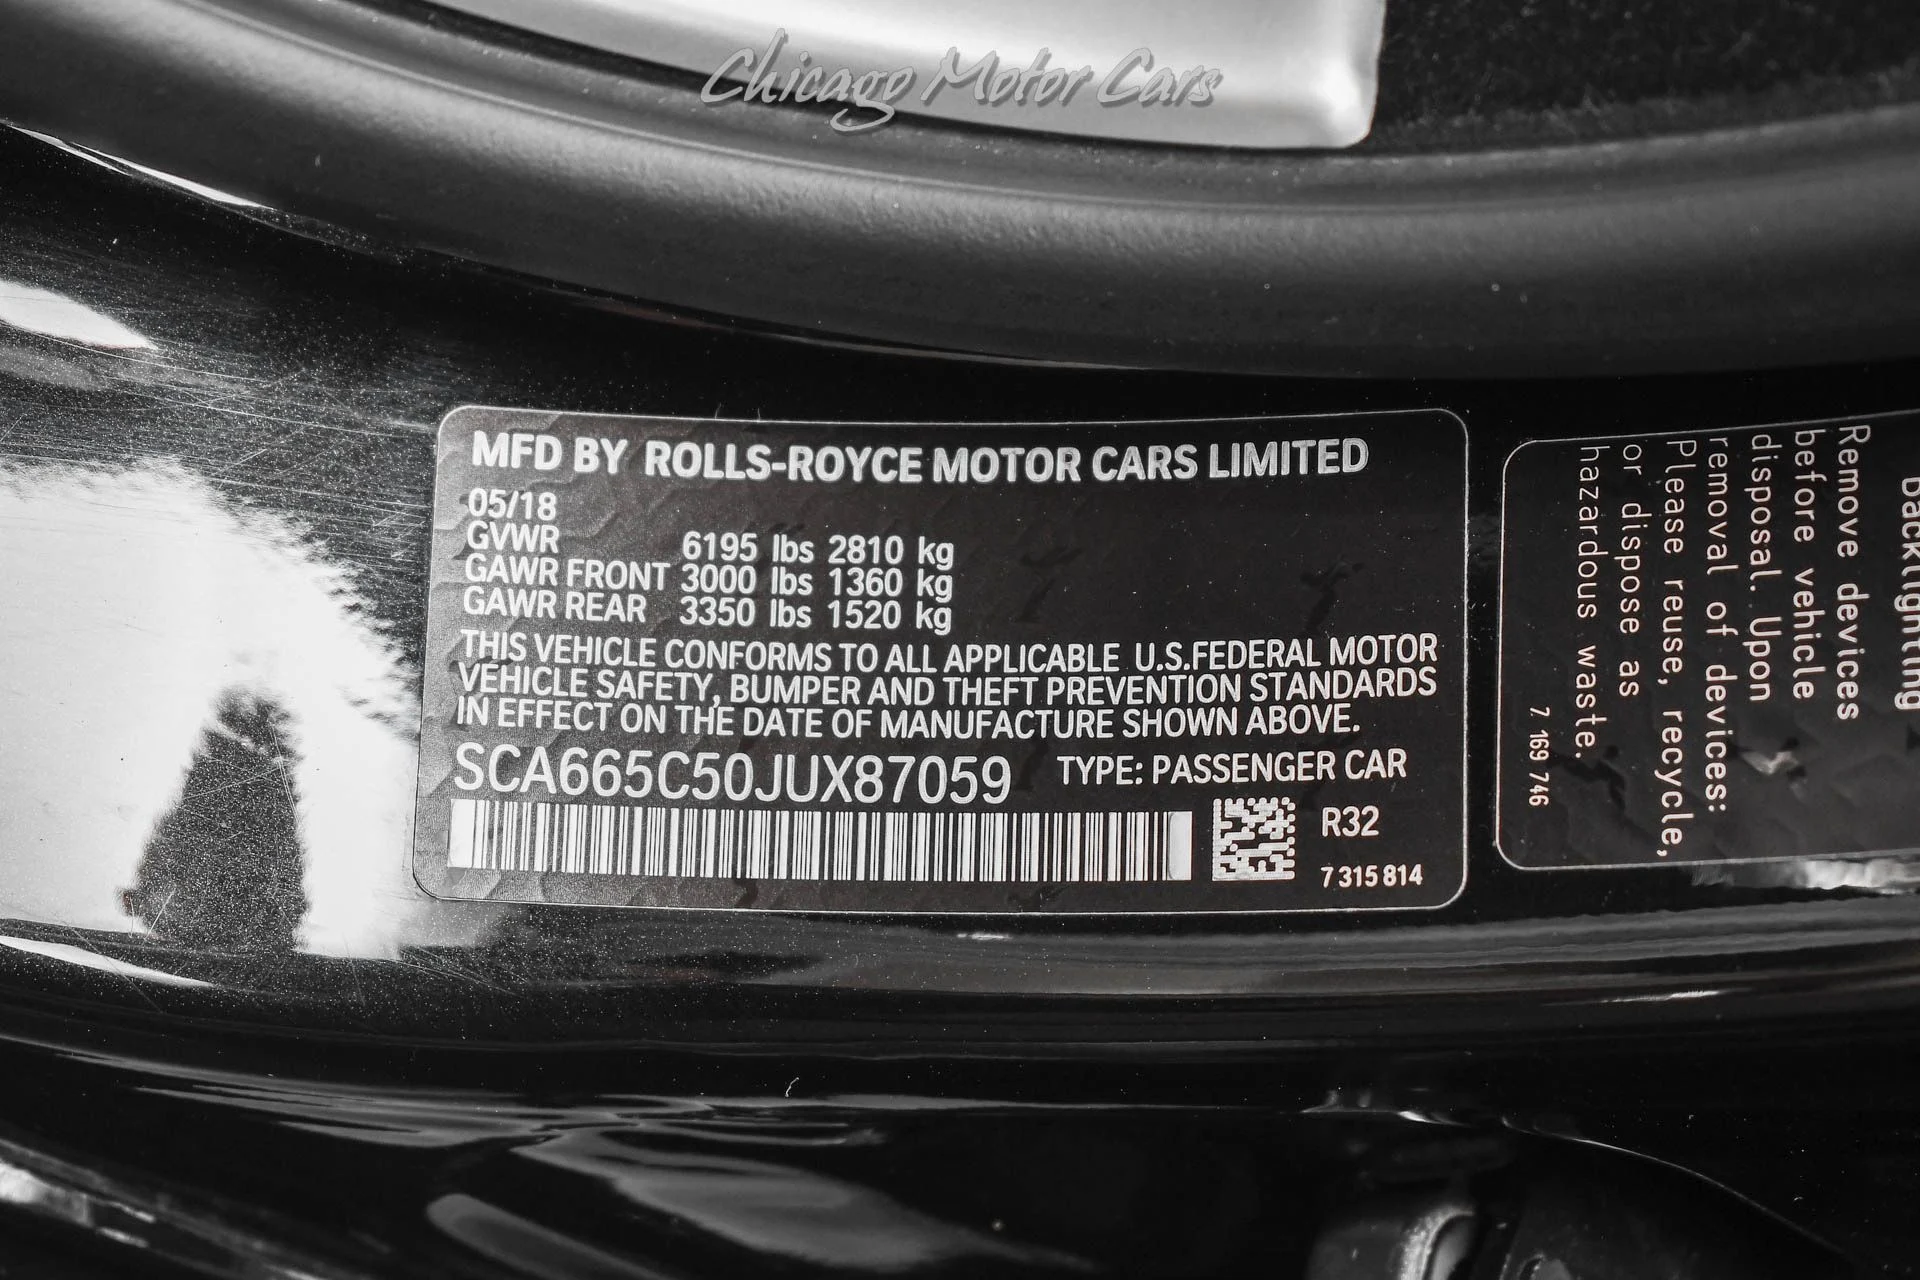 Chicago Motor Cars
MFD BY ROLLS-ROYCE MOTOR CARS LIMITED
05/18
GVWR 6195 lbs 2810 kg
GAWR FRONT 3000 lbs 1360 kg
GAWR REAR 3350 lbs 1520 kg
THIS VEHICLE CONFORMS TO ALL APPLICABLE U.S.FEDERAL MOTOR
VEHICLE SAFETY, BUMPER AND THEFT PREVENTION STANDARDS
IN EFFECT ON THE DATE OF MANUFACTURE SHOWN ABOVE.
SCA665C50JUX87059 TYPE: PASSENGER CAR
R32
7 315 814
Backlighting
Remove devices
before vehicle
disposal. Upon
removal of devices:
Please reuse, recycle,
or dispose as
hazardous waste.
7 169 746